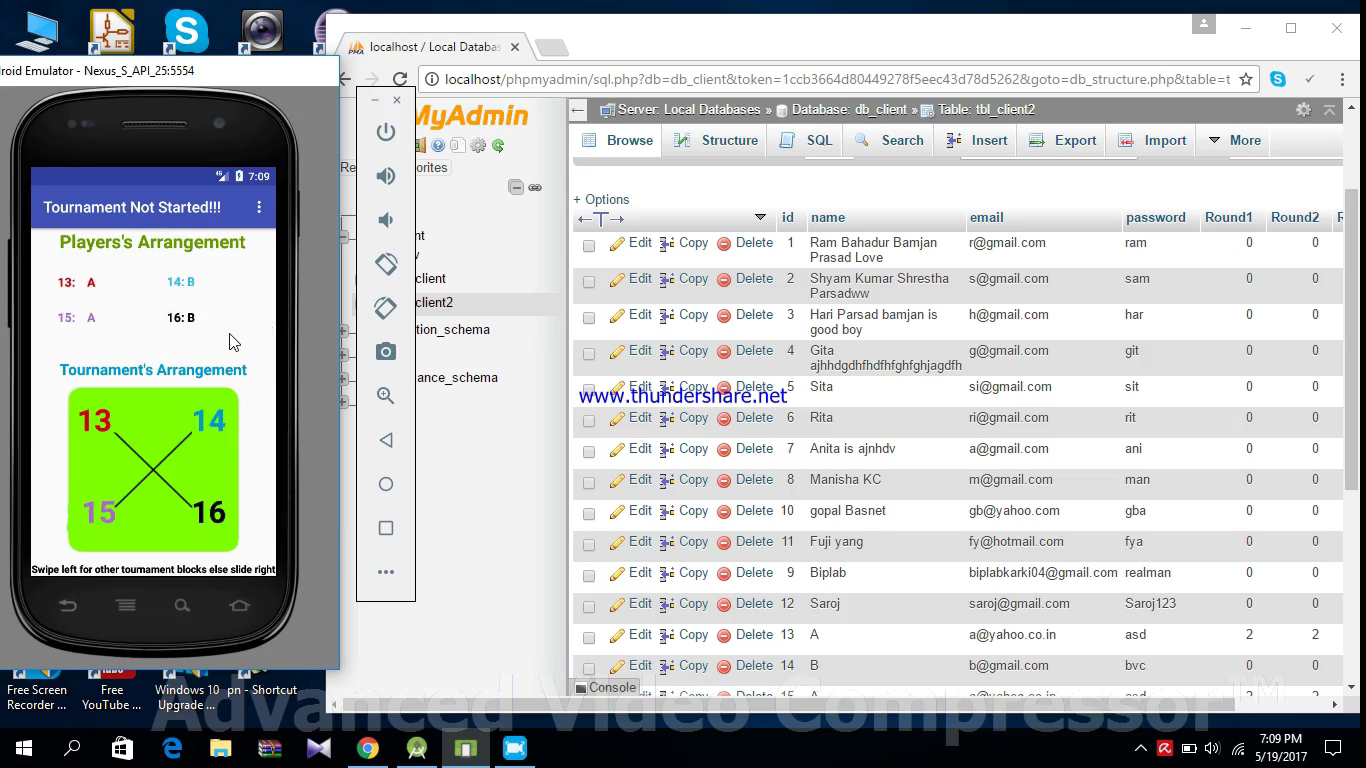 localhost / Local Databas
roid Emulator - Nexus_S_API_25:5554
localhost/phpmyadmin/sql.php?db=db_client&token=1ccb3664d80449278f5eec43d78d5262&goto=db_structure.php&table=t
MyAdmin
Server: Local Databases » Database: db_client » Table: tbl_client2
Browse Structure SQL Search Insert Export Import More
Re vorites
7:09
Tournament Not Started!!!
Players's Arrangement
13: A 14: B
15: A 16: B
Tournament's Arrangement
13 14
15 16
Swipe left for other tournament blocks else slide right
nt
client
client2
tion_schema
ance_schema
+ Options
←T→ id name email password Round1 Round2 R
Edit Copy Delete 1 Ram Bahadur Bamjan r@gmail.com ram 0 0
Prasad Love
Edit Copy Delete 2 Shyam Kumar Shrestha s@gmail.com sam 0 0
Parsadww
Edit Copy Delete 3 Hari Parsad bamjan is h@gmail.com har 0 0
good boy
Edit Copy Delete 4 Gita g@gmail.com git 0 0
ajhhdgdhfhdfhfghfghjagdfh
Edit Copy Delete 5 Sita si@gmail.com sit 0 0
www.thundershare.net
Edit Copy Delete 6 Rita ri@gmail.com rit 0 0
Edit Copy Delete 7 Anita is ajnhdv a@gmail.com ani 0 0
Edit Copy Delete 8 Manisha KC m@gmail.com man 0 0
Edit Copy Delete 10 gopal Basnet gb@yahoo.com gba 0 0
Edit Copy Delete 11 Fuji yang fy@hotmail.com fya 0 0
Edit Copy Delete 9 Biplab biplabkarki04@gmail.com realman 0 0
Edit Copy Delete 12 Saroj saroj@gmail.com Saroj123 0 0
Edit Copy Delete 13 A a@yahoo.co.in asd 2 2
Edit Copy Delete 14 B b@gmail.com bvc 0 0
Console
Free Screen Recorder ...
Free YouTube ...
Windows 10 Upgrade ...
pn - Shortcut
Advanced Video Compressor™
7:09 PM
5/19/2017